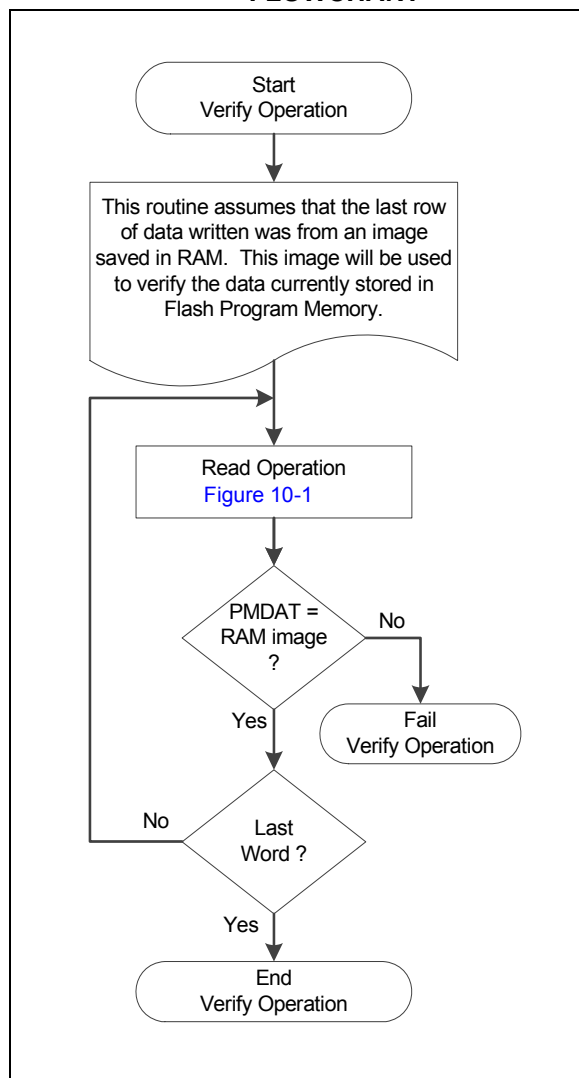 FLOWCHART
Start
Verify Operation
This routine assumes that the last row
of data written was from an image
saved in RAM. This image will be used
to verify the data currently stored in
Flash Program Memory.
Read Operation
Figure 10-1
PMDAT =
RAM image
?
No
Yes
Fail
Verify Operation
No
Last
Word ?
Yes
End
Verify Operation